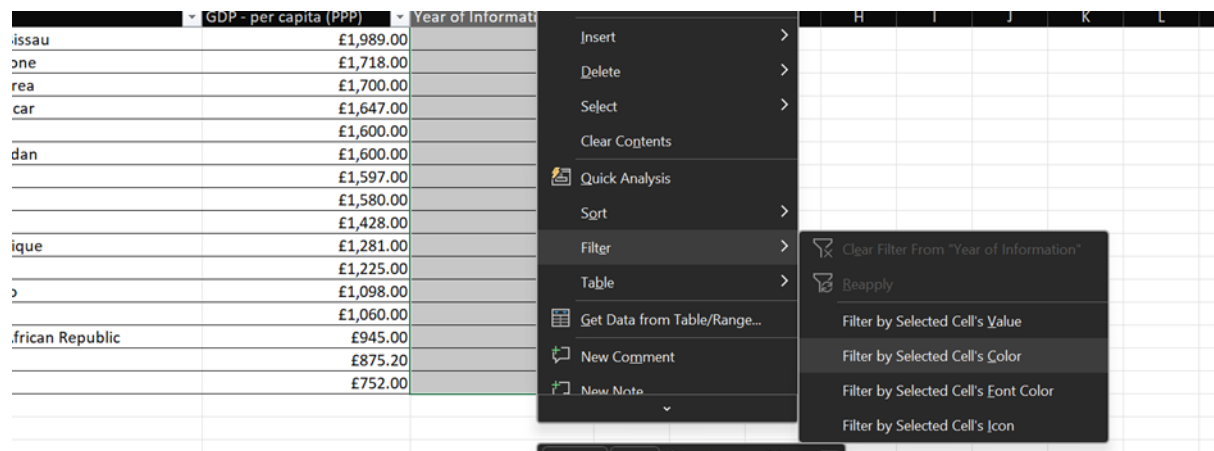 GDP - per capita (PPP) Year of Informati H I J K L
issau £1,989.00
one £1,718.00
rea £1,700.00
car £1,647.00
£1,600.00
dan £1,600.00
£1,597.00
£1,580.00
£1,428.00
ique £1,281.00
£1,225.00
o £1,098.00
£1,060.00
frican Republic £945.00
£875.20
£752.00
Insert
Delete
Select
Clear Contents
Quick Analysis
Sort
Filter
Table
Get Data from Table/Range...
New Comment
New Note
Clear Filter From "Year of Information"
Reapply
Filter by Selected Cell's Value
Filter by Selected Cell's Color
Filter by Selected Cell's Font Color
Filter by Selected Cell's Icon